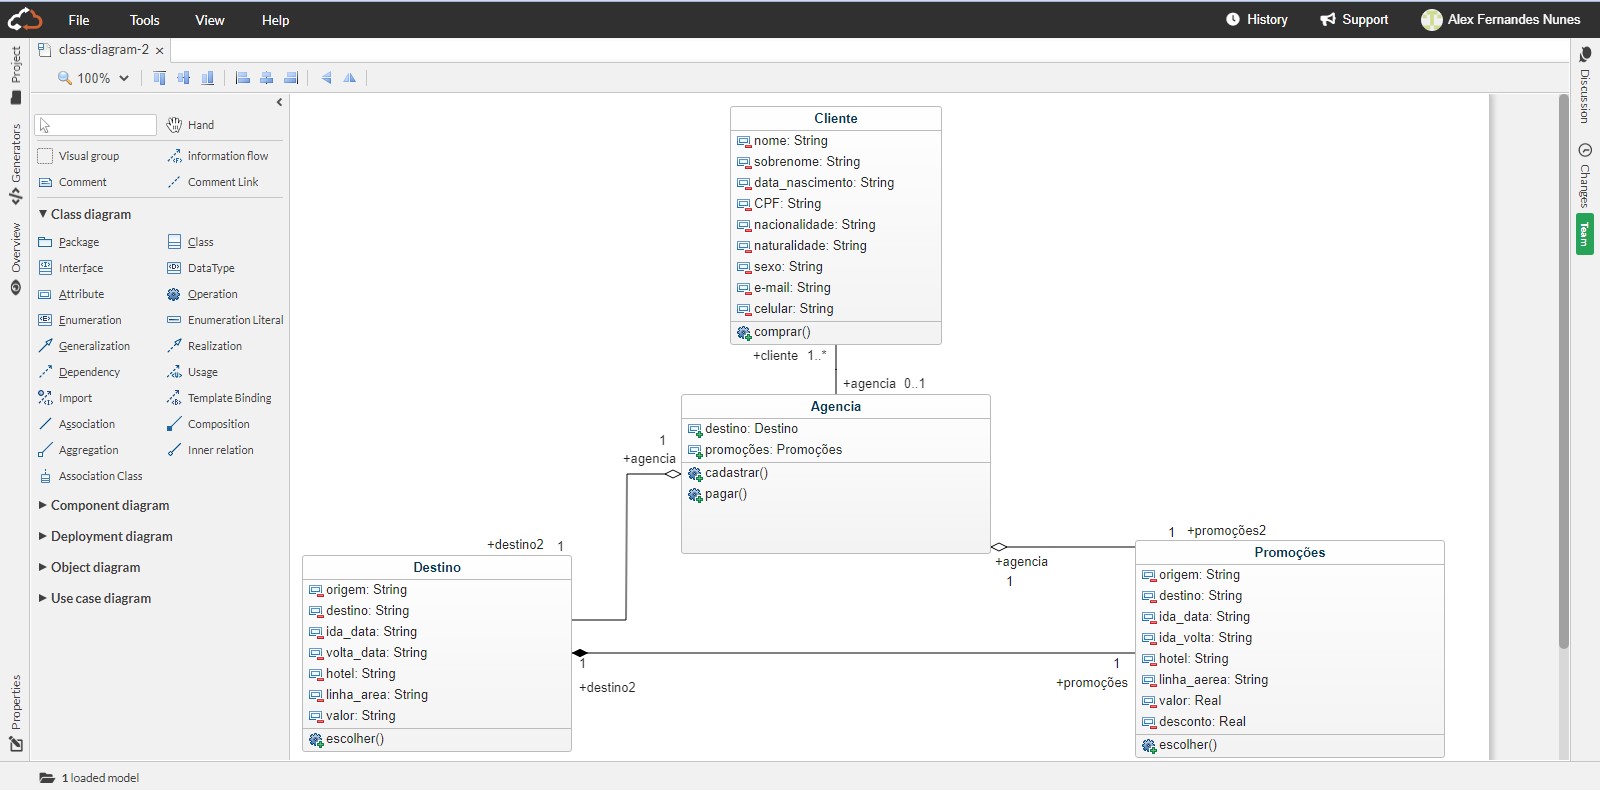 File Tools View Help History Support Alex Fernandes Nunes
class-diagram-2
100%
Project
Generators
Overview
Properties
Hand
Visual group information flow
Comment Comment Link
Class diagram
Package Class
Interface DataType
Attribute Operation
Enumeration Enumeration Literal
Generalization Realization
Dependency Usage
Import Template Binding
Association Composition
Aggregation Inner relation
Association Class
Component diagram
Deployment diagram
Object diagram
Use case diagram
Cliente
nome: String
sobrenome: String
data_nascimento: String
CPF: String
nacionalidade: String
naturalidade: String
sexo: String
e-mail: String
celular: String
comprar()
+cliente 1..*
+agencia 0..1
Agencia
destino: Destino
promoções: Promoções
cadastrar()
pagar()
1
+agencia
+destino2 1
Destino
origem: String
destino: String
ida_data: String
volta_data: String
hotel: String
linha_area: String
valor: String
escolher()
+agencia
1
1 +promoções2
1
+destino2
1
+promoções
Promoções
origem: String
destino: String
ida_data: String
ida_volta: String
hotel: String
linha_aerea: String
valor: Real
desconto: Real
escolher()
Discussion
Changes
Team
1 loaded model